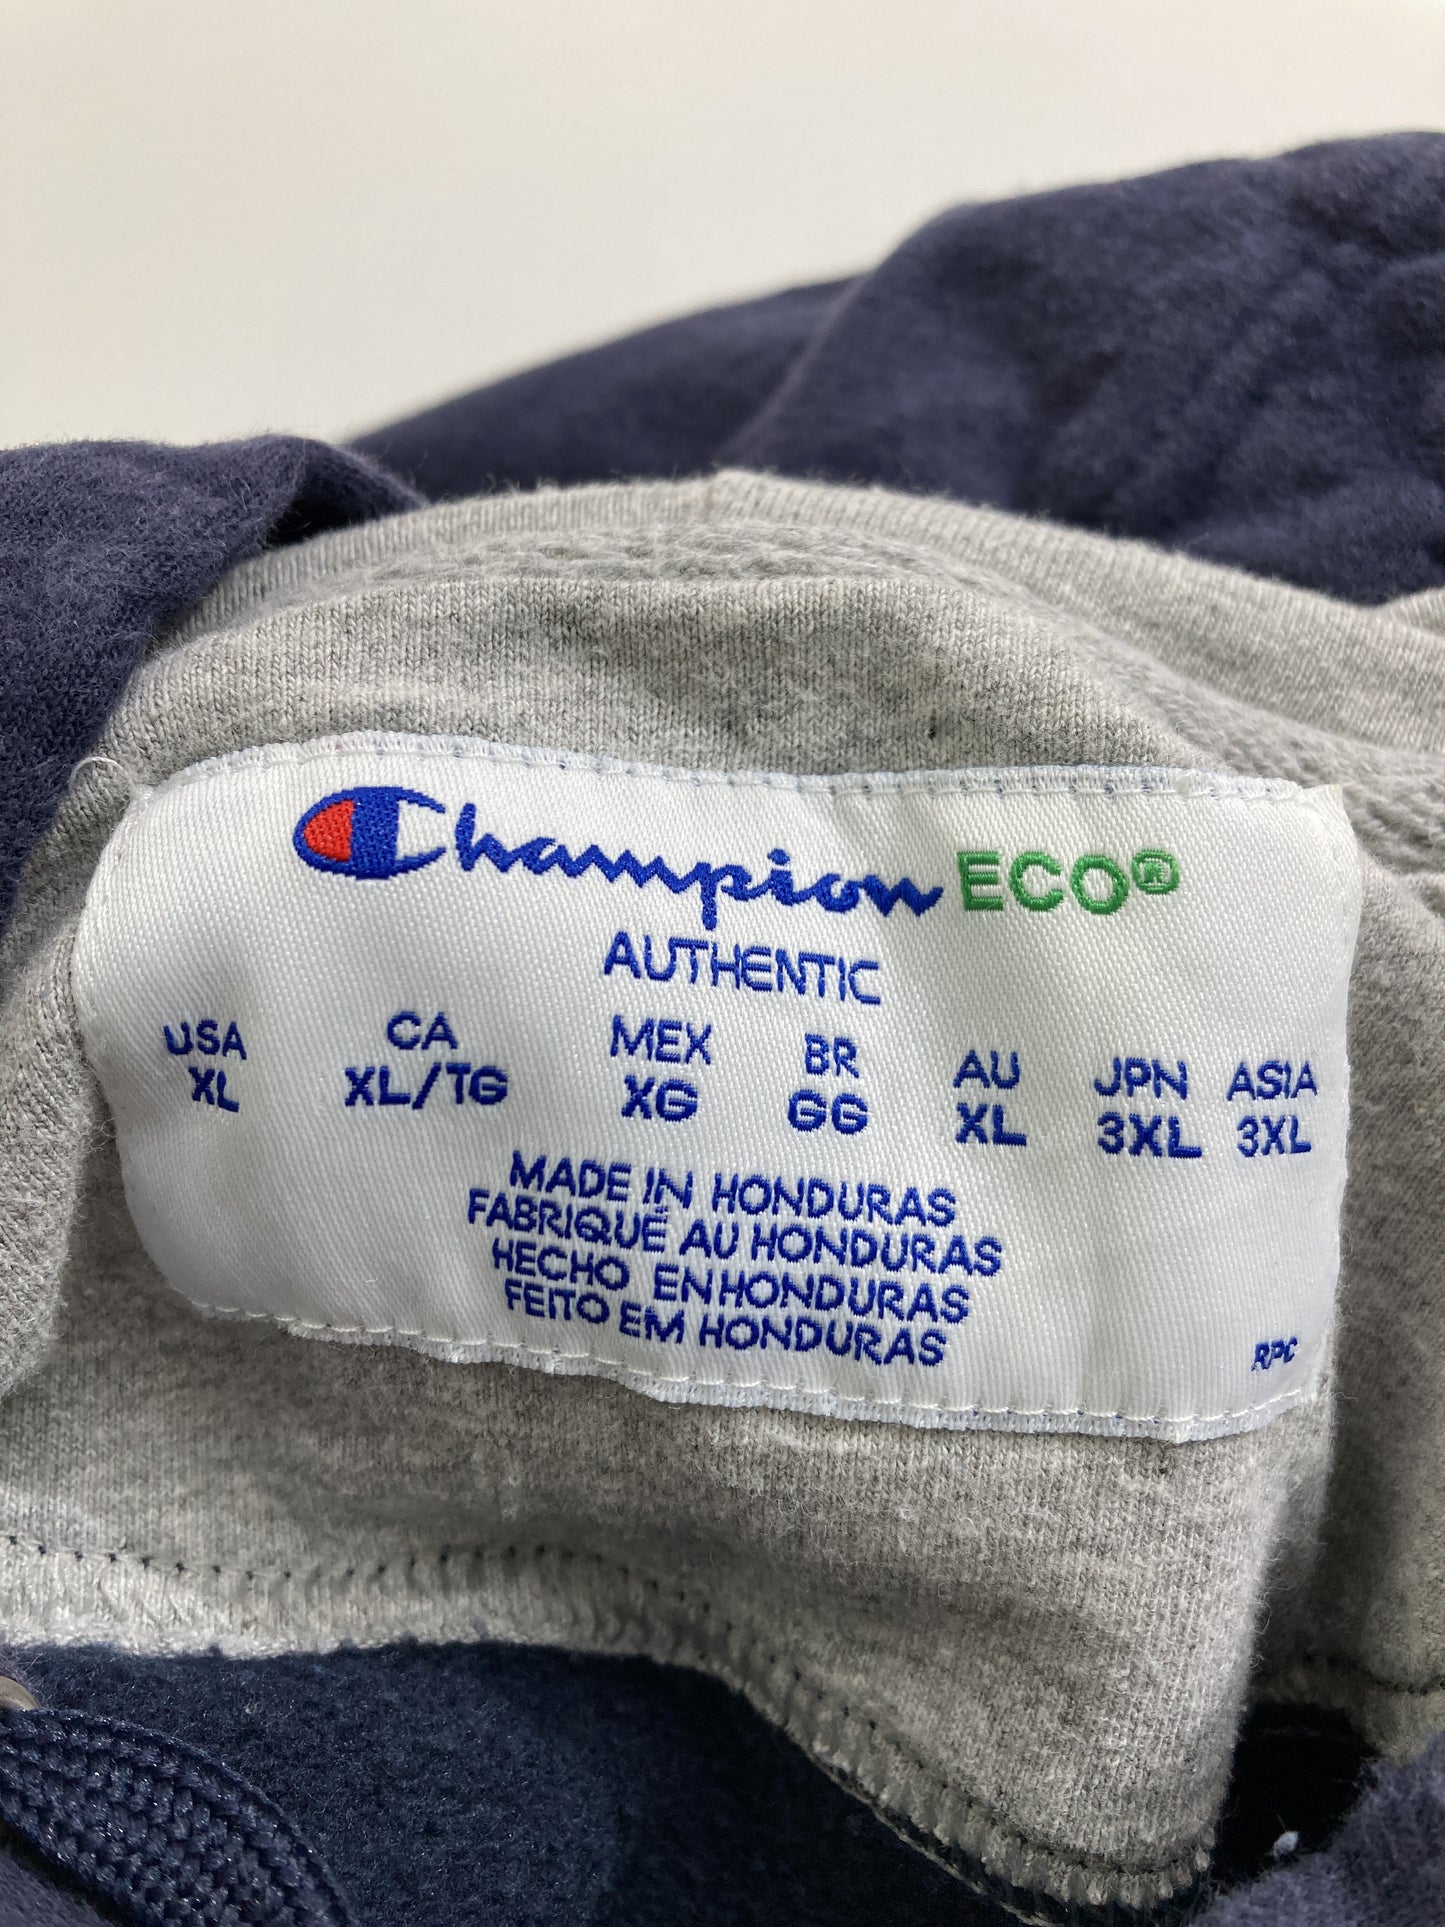 Champion ECO®
AUTHENTIC
USA CA MEX BR AU JPN ASIA
XL XL/TG XG GG XL 3XL 3XL
MADE IN HONDURAS
FABRIQUÉ AU HONDURAS
HECHO EN HONDURAS
FEITO EM HONDURAS
RPC